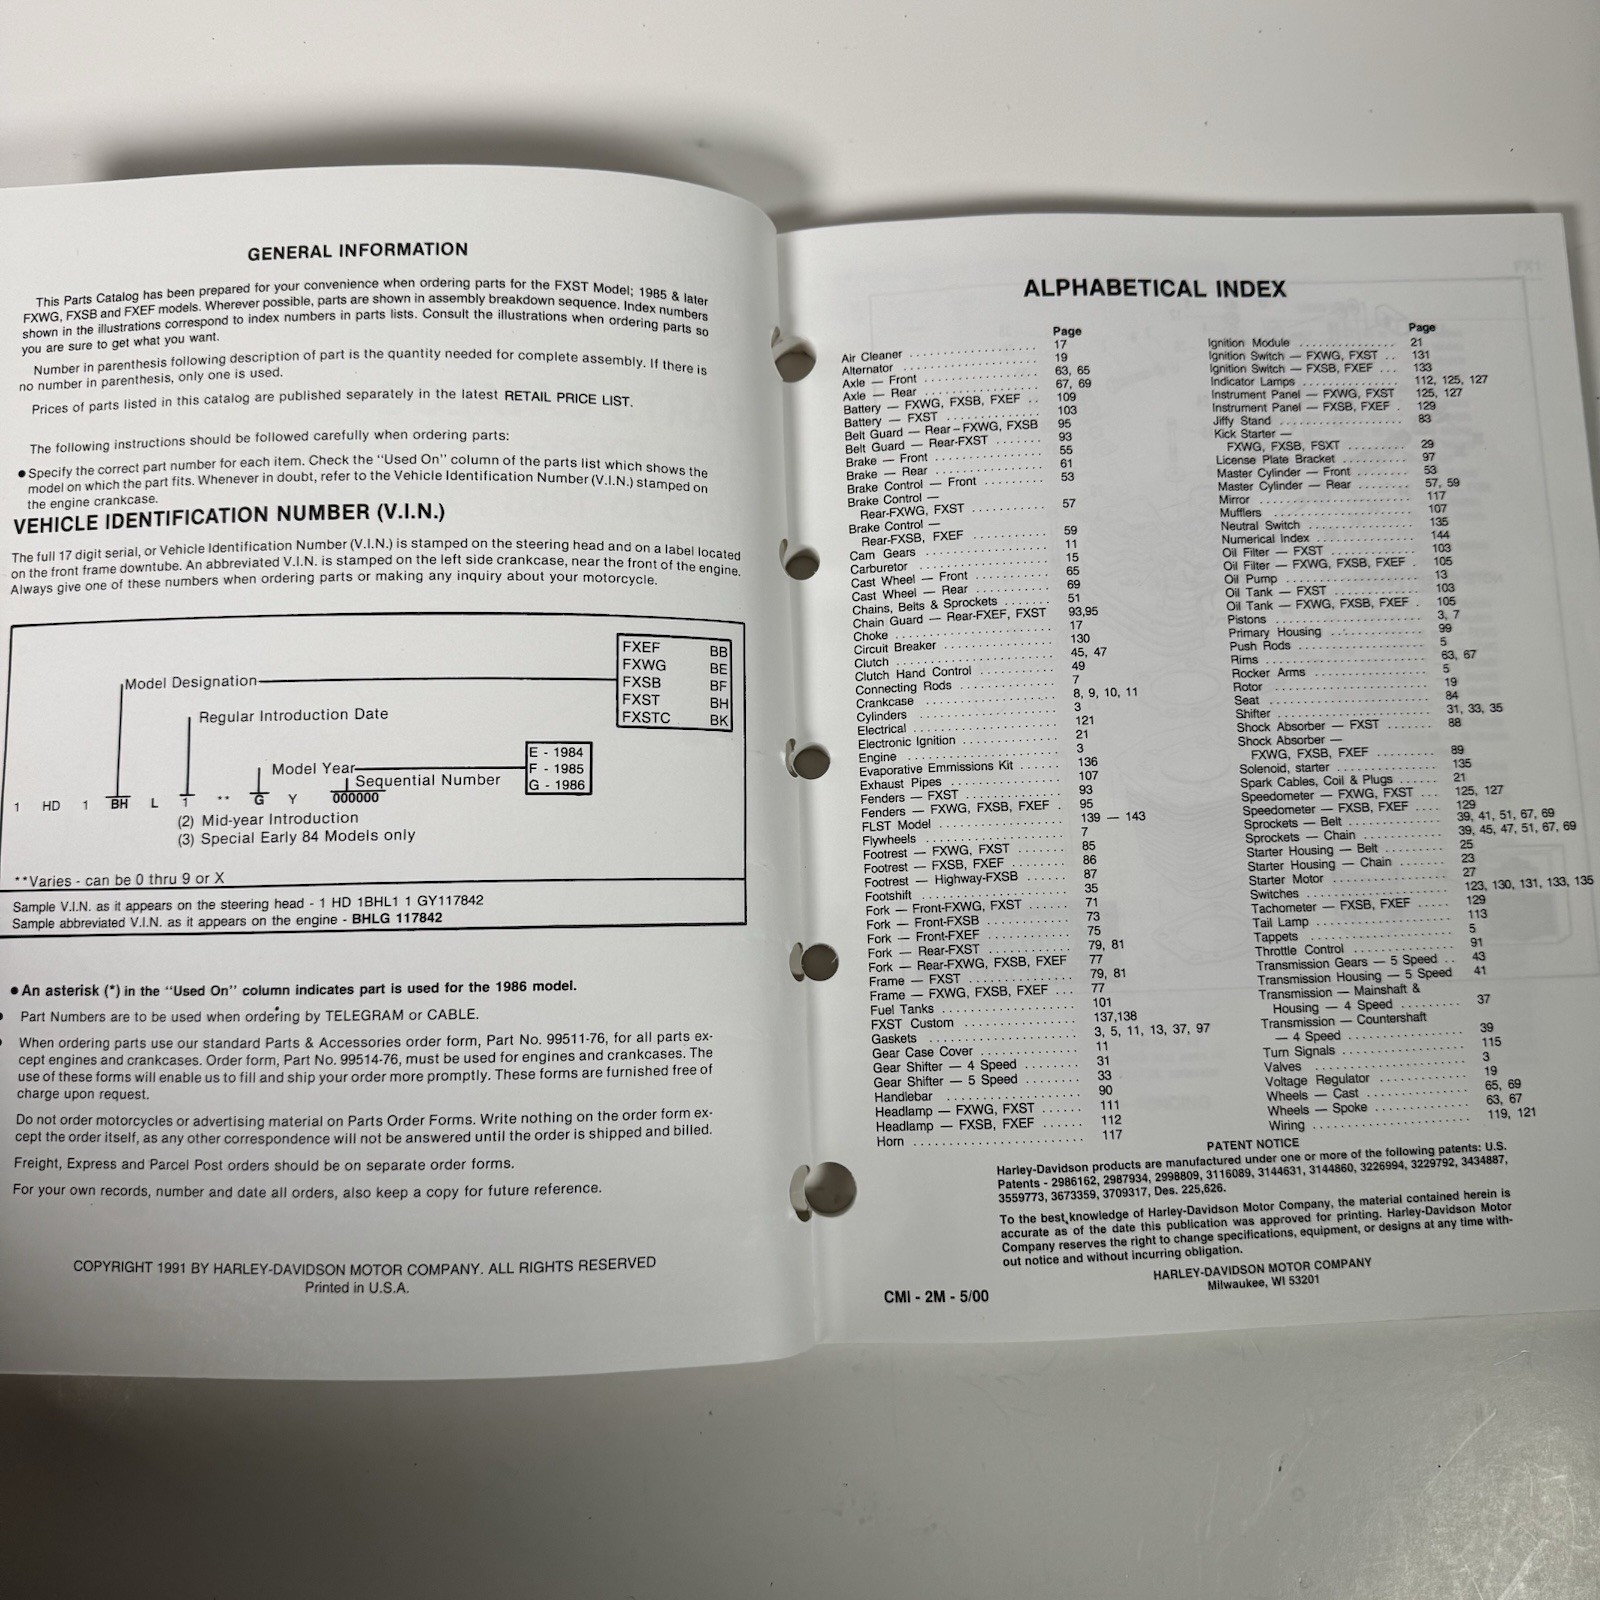 GENERAL INFORMATION
This Parts Catalog has been prepared for your convenience when ordering parts for the FXST Model; 1985 & later
FXWG, FXSB and FXEF models. Wherever possible, parts are shown in assembly breakdown sequence. Index numbers
shown in the illustrations correspond to index numbers in parts lists. Consult the illustrations when ordering parts so
you are sure to get what you want.
Number in parenthesis following description of part is the quantity needed for complete assembly. If there is
no number in parenthesis, only one is used.
Prices of parts listed in this catalog are published separately in the latest RETAIL PRICE LIST.
The following instructions should be followed carefully when ordering parts:
● Specify the correct part number for each item. Check the "Used On" column of the parts list which shows the
model on which the part fits. Whenever in doubt, refer to the Vehicle Identification Number (V.I.N.) stamped on
the engine crankcase.
VEHICLE IDENTIFICATION NUMBER (V.I.N.)
The full 17 digit serial, or Vehicle Identification Number (V.I.N.) is stamped on the steering head and on a label located
on the front frame downtube. An abbreviated V.I.N. is stamped on the left side crankcase, near the front of the engine.
Always give one of these numbers when ordering parts or making any inquiry about your motorcycle.
FXEF BB
FXWG BE
FXSB BF
FXST BH
FXSTC BK
Model Designation
Regular Introduction Date
E - 1984
F - 1985
G - 1986
Model Year
Sequential Number
1 HD 1 BH L 1 ** G Y 000000
(2) Mid-year Introduction
(3) Special Early 84 Models only
**Varies - can be 0 thru 9 or X
Sample V.I.N. as it appears on the steering head - 1 HD 1BHL1 1 GY117842
Sample abbreviated V.I.N. as it appears on the engine - BHLG 117842
● An asterisk (*) in the "Used On" column indicates part is used for the 1986 model.
Part Numbers are to be used when ordering by TELEGRAM or CABLE.
When ordering parts use our standard Parts & Accessories order form, Part No. 99511-76, for all parts ex-
cept engines and crankcases. Order form, Part No. 99514-76, must be used for engines and crankcases. The
use of these forms will enable us to fill and ship your order more promptly. These forms are furnished free of
charge upon request.
Do not order motorcycles or advertising material on Parts Order Forms. Write nothing on the order form ex-
cept the order itself, as any other correspondence will not be answered until the order is shipped and billed.
Freight, Express and Parcel Post orders should be on separate order forms.
For your own records, number and date all orders, also keep a copy for future reference.
COPYRIGHT 1991 BY HARLEY-DAVIDSON MOTOR COMPANY. ALL RIGHTS RESERVED
Printed in U.S.A.
ALPHABETICAL INDEX
Page
Air Cleaner 17
Alternator 19
Axle — Front 63, 65
Axle — Rear 67, 69
Battery — FXWG, FXSB, FXEF 109
Battery — FXST 103
Belt Guard — Rear – FXWG, FXSB 95
Belt Guard — Rear-FXST 93
Brake — Front 55
Brake — Rear 61
Brake Control — Front 53
Brake Control —
Rear-FXWG, FXST 57
Brake Control —
Rear-FXSB, FXEF 59
Cam Gears 11
Carburetor 15
Cast Wheel — Front 65
Cast Wheel — Rear 69
Chains, Belts & Sprockets 51
Chain Guard — Rear-FXEF, FXST 93,95
Choke 17
Circuit Breaker 130
Clutch 45, 47
Clutch Hand Control 49
Connecting Rods 7
Crankcase 8, 9, 10, 11
Cylinders 3
Electrical 121
Electronic Ignition 21
Engine 3
Evaporative Emmissions Kit 136
Exhaust Pipes 107
Fenders — FXST 93
Fenders — FXWG, FXSB, FXEF 95
FLST Model 139 — 143
Flywheels 7
Footrest — FXWG, FXST 85
Footrest — FXSB, FXEF 86
Footrest — Highway-FXSB 87
Footshift 35
Fork — Front-FXWG, FXST 71
Fork — Front-FXSB 73
Fork — Front-FXEF 75
Fork — Rear-FXST 79, 81
Fork — Rear-FXWG, FXSB, FXEF 77
Frame — FXST 79, 81
Frame — FXWG, FXSB, FXEF 77
Fuel Tanks 101
FXST Custom 137,138
Gaskets 3, 5, 11, 13, 37, 97
Gear Case Cover 11
Gear Shifter — 4 Speed 31
Gear Shifter — 5 Speed 33
Handlebar 90
Headlamp — FXWG, FXST 111
Headlamp — FXSB, FXEF 112
Horn 117
Page
Ignition Module 21
Ignition Switch — FXWG, FXST 131
Ignition Switch — FXSB, FXEF 133
Indicator Lamps 112, 125, 127
Instrument Panel — FXWG, FXST 125, 127
Instrument Panel — FXSB, FXEF 129
Jiffy Stand 83
Kick Starter —
FXWG, FXSB, FSXT 29
License Plate Bracket 97
Master Cylinder — Front 53
Master Cylinder — Rear 57, 59
Mirror 117
Mufflers 107
Neutral Switch 135
Numerical Index 144
Oil Filter — FXST 103
Oil Filter — FXWG, FXSB, FXEF 105
Oil Pump 13
Oil Tank — FXST 103
Oil Tank — FXWG, FXSB, FXEF 105
Pistons 3, 7
Primary Housing 99
Push Rods 5
Rims 63, 67
Rocker Arms 5
Rotor 19
Seat 84
Shifter 31, 33, 35
Shock Absorber — FXST 88
Shock Absorber —
FXWG, FXSB, FXEF 89
Solenoid, starter 135
Spark Cables, Coil & Plugs 21
Speedometer — FXWG, FXST 125, 127
Speedometer — FXSB, FXEF 129
Sprockets — Belt 39, 41, 51, 67, 69
Sprockets — Chain 39, 45, 47, 51, 67, 69
Starter Housing — Belt 25
Starter Housing — Chain 23
Starter Motor 27
Switches 123, 130, 131, 133, 135
Tachometer — FXSB, FXEF 129
Tail Lamp 113
Tappets 5
Throttle Control 91
Transmission Gears — 5 Speed 43
Transmission Housing — 5 Speed 41
Transmission — Mainshaft &
Housing — 4 Speed 37
Transmission — Countershaft
— 4 Speed 39
Turn Signals 115
Valves 3
Voltage Regulator 19
Wheels — Cast 65, 69
Wheels — Spoke 63, 67
Wiring 119, 121
PATENT NOTICE
Harley-Davidson products are manufactured under one or more of the following patents: U.S.
Patents - 2986162, 2987934, 2998809, 3116089, 3144631, 3144860, 3226994, 3229792, 3434887,
3559773, 3673359, 3709317, Des. 225,626.
To the best knowledge of Harley-Davidson Motor Company, the material contained herein is
accurate as of the date this publication was approved for printing. Harley-Davidson Motor
Company reserves the right to change specifications, equipment, or designs at any time with-
out notice and without incurring obligation.
HARLEY-DAVIDSON MOTOR COMPANY
Milwaukee, WI 53201
CMI - 2M - 5/00